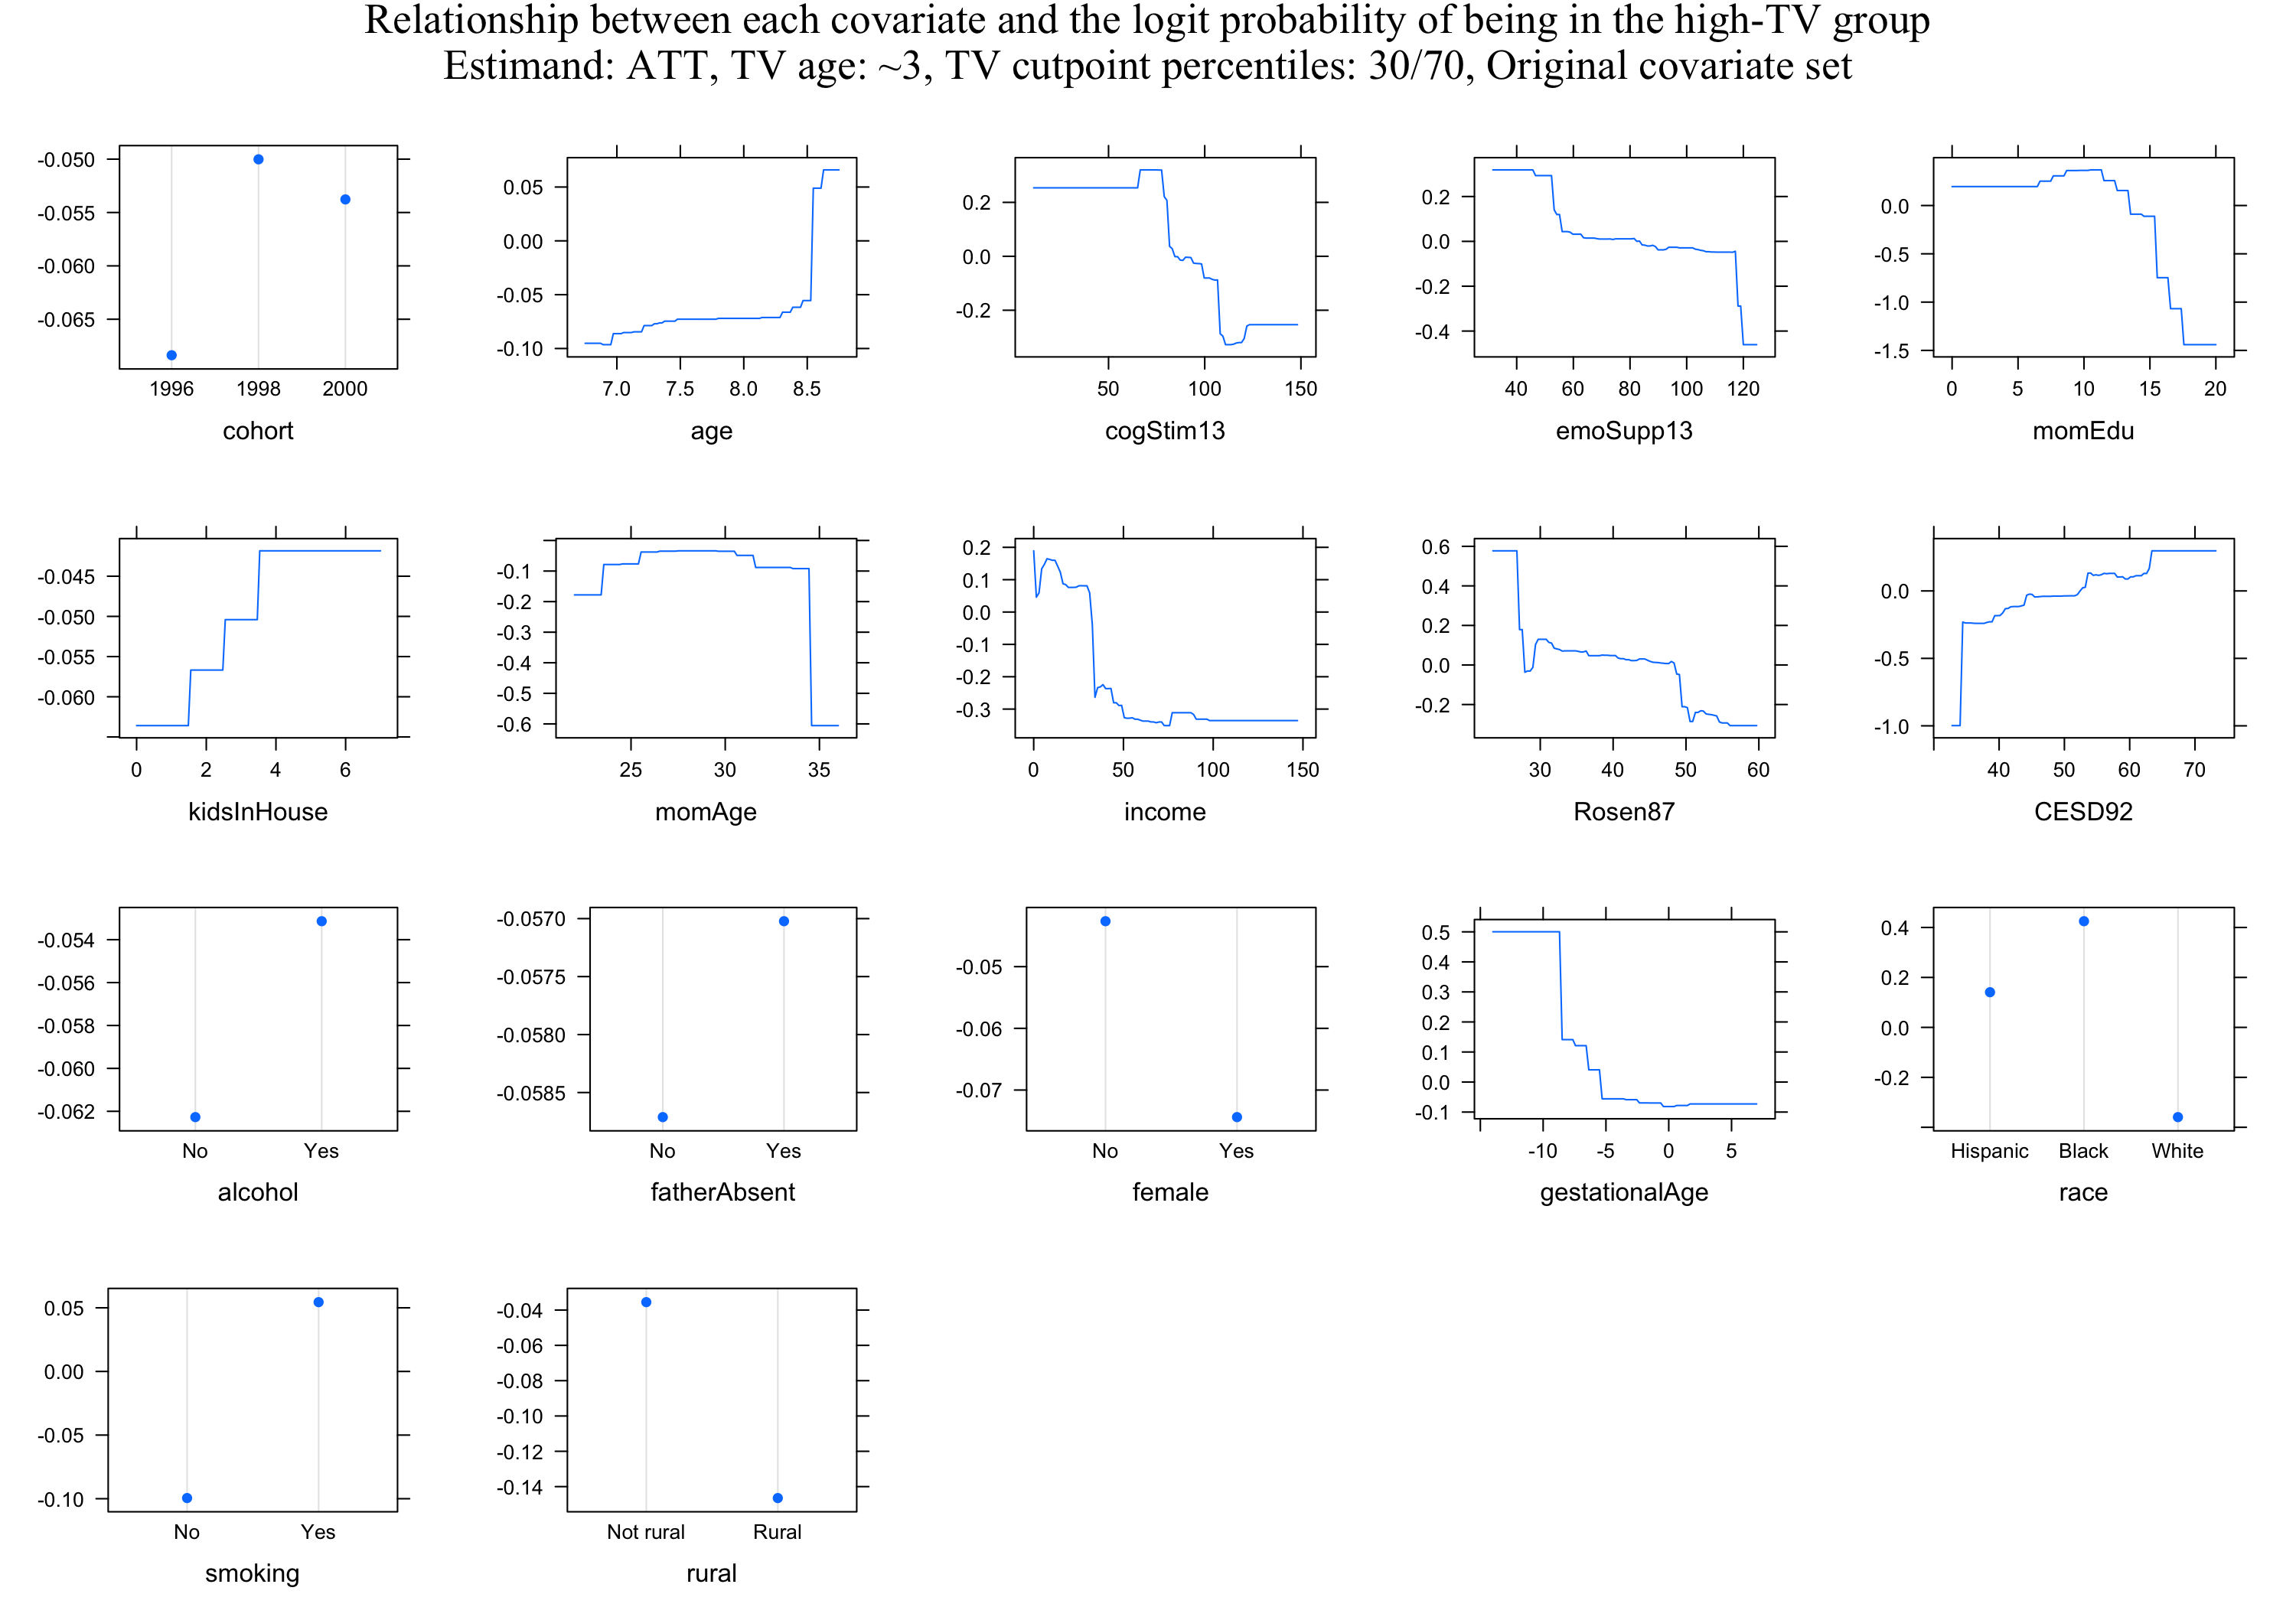 Relationship between each covariate and the logit probability of being in the high-TV group
Estimand: ATT, TV age: ~3, TV cutpoint percentiles: 30/70, Original covariate set
-0.050
-0.055
-0.060
-0.065
1996 1998 2000
cohort
0.05
0.00
-0.05
-0.10
7.0 7.5 8.0 8.5
age
0.2
0.0
-0.2
50 100 150
cogStim13
0.2
0.0
-0.2
-0.4
40 60 80 100 120
emoSupp13
0.0
-0.5
-1.0
-1.5
0 5 10 15 20
momEdu
-0.045
-0.050
-0.055
-0.060
0 2 4 6
kidsInHouse
-0.1
-0.2
-0.3
-0.4
-0.5
-0.6
25 30 35
momAge
0.2
0.1
0.0
-0.1
-0.2
-0.3
0 50 100 150
income
0.6
0.4
0.2
0.0
-0.2
30 40 50 60
Rosen87
0.0
-0.5
-1.0
40 50 60 70
CESD92
-0.054
-0.056
-0.058
-0.060
-0.062
No Yes
alcohol
-0.0570
-0.0575
-0.0580
-0.0585
No Yes
fatherAbsent
-0.05
-0.06
-0.07
No Yes
female
0.5
0.4
0.3
0.2
0.1
0.0
-0.1
-10 -5 0 5
gestationalAge
0.4
0.2
0.0
-0.2
Hispanic Black White
race
0.05
0.00
-0.05
-0.10
No Yes
smoking
-0.04
-0.06
-0.08
-0.10
-0.12
-0.14
Not rural Rural
rural